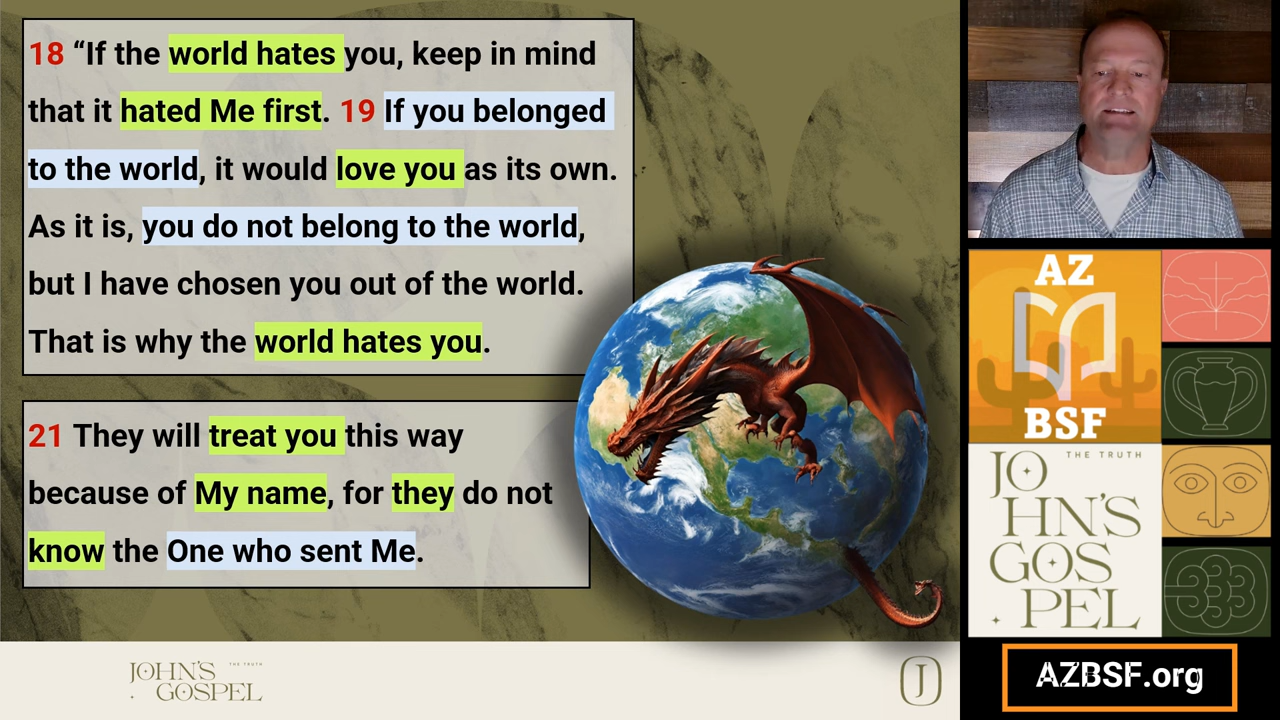 18 “If the world hates you, keep in mind
that it hated Me first. 19 If you belonged
to the world, it would love you as its own.
As it is, you do not belong to the world,
but I have chosen you out of the world.
That is why the world hates you.
21 They will treat you this way
because of My name, for they do not
know the One who sent Me.
JOHN'S THE TRUTH
GOSPEL
J
AZ
BSF
THE TRUTH
JO
HN'S
GOS
PEL
AZBSF.org